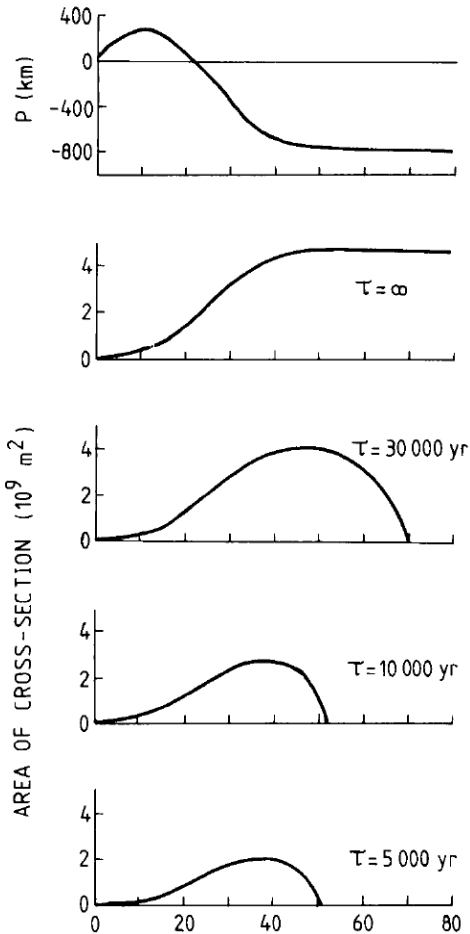 P (km)
400
0
-400
-800
AREA OF CROSS-SECTION (10⁹ m²)
4
2
0
τ = ∞
4
2
0
τ = 30 000 yr
4
2
0
τ = 10 000 yr
4
2
0
τ = 5 000 yr
0 20 40 60 80